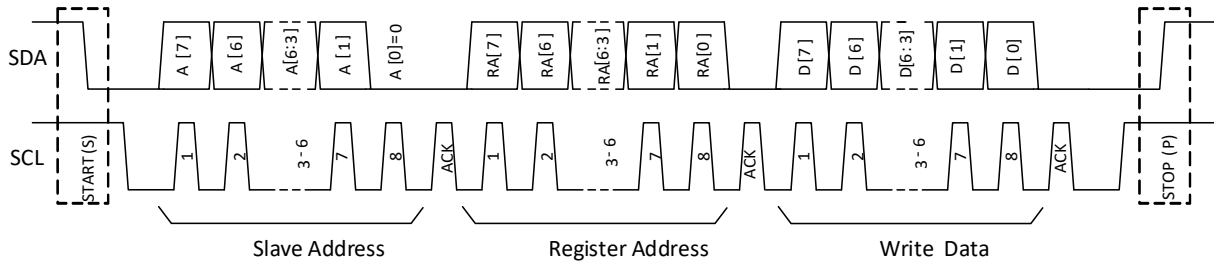 SDA A [7] A [6] A[6:3] A [1] A [0]=0 RA[7] RA[6] RA[6:3] RA[1] RA[0] D [7] D [6] D[6:3] D [1] D [0]
SCL START (S) 1 2 3-6 7 8 ACK 1 2 3-6 7 8 ACK 1 2 3-6 7 8 ACK STOP (P)
Slave Address Register Address Write Data